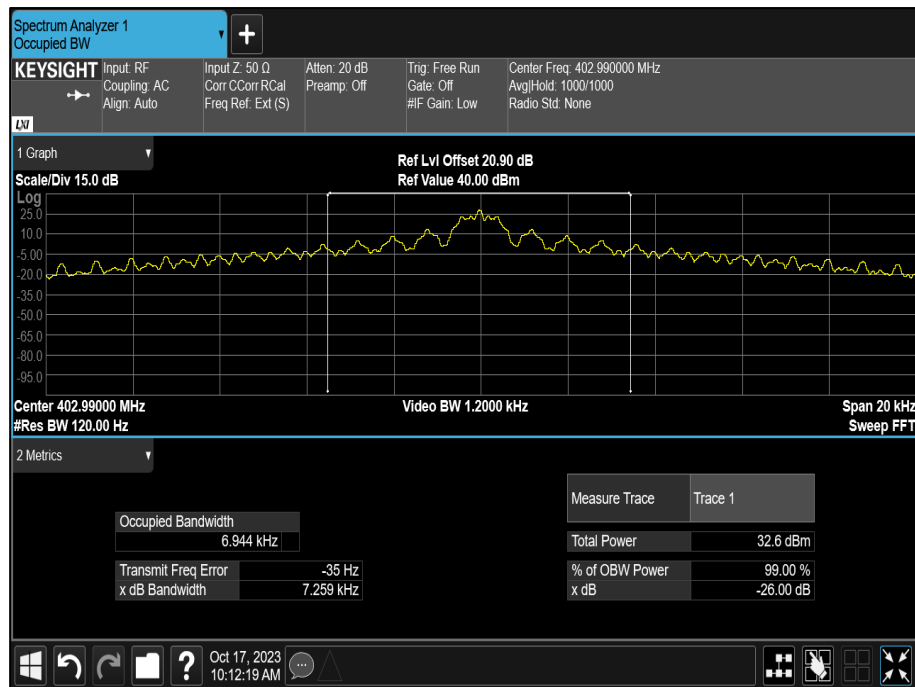 Spectrum Analyzer 1
Occupied BW
+
KEYSIGHT
LXI
Input: RF
Coupling: AC
Align: Auto
Input Z: 50 Ω
Corr CCorr RCal
Freq Ref: Ext (S)
Atten: 20 dB
Preamp: Off
Trig: Free Run
Gate: Off
#IF Gain: Low
Center Freq: 402.990000 MHz
Avg|Hold: 1000/1000
Radio Std: None
1 Graph
Scale/Div 15.0 dB
Ref Lvl Offset 20.90 dB
Ref Value 40.00 dBm
Log
25.0
10.0
-5.00
-20.0
-35.0
-50.0
-65.0
-80.0
-95.0
Center 402.99000 MHz
#Res BW 120.00 Hz
Video BW 1.2000 kHz
Span 20 kHz
Sweep FFT
2 Metrics
Measure Trace Trace 1
Occupied Bandwidth
6.944 kHz
Total Power 32.6 dBm
Transmit Freq Error -35 Hz
% of OBW Power 99.00 %
x dB Bandwidth 7.259 kHz
x dB -26.00 dB
?
Oct 17, 2023
10:12:19 AM